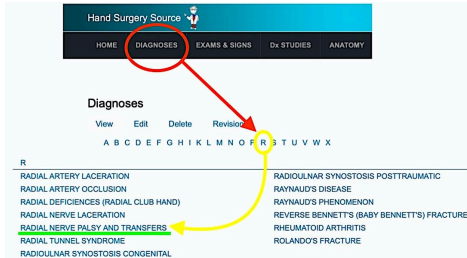 Hand Surgery Source
HOME DIAGNOSES EXAMS & SIGNS Dx STUDIES ANATOMY
Diagnoses
View Edit Delete Revisions
A B C D E F G H I K L M N O F R S T U V W X
R
RADIAL ARTERY LACERATION
RADIAL ARTERY OCCLUSION
RADIAL DEFICIENCES (RADIAL CLUB HAND)
RADIAL NERVE LACERATION
RADIAL NERVE PALSY AND TRANSFERS
RADIAL TUNNEL SYNDROME
RADIOULNAR SYNOSTOSIS CONGENITAL
RADIOULNAR SYNOSTOSIS POSTTRAUMATIC
RAYNAUD'S DISEASE
RAYNAUD'S PHENOMENON
REVERSE BENNETT'S (BABY BENNETT'S) FRACTURE
RHEUMATOID ARTHRITIS
ROLANDO'S FRACTURE